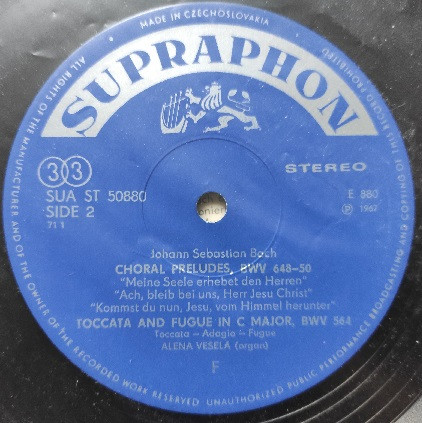 MADE IN CZECHOSLOVAKIA
SUPRAPHON
ALL RIGHTS OF THE MANUFACTURER AND OF THE OWNER OF THE RECORDED WORK RESERVED UNAUTHORIZED PUBLIC PERFORMANCE BROADCASTING AND COPYING OF THIS RECORD PROHIBITED
33
STEREO
SUA ST 50880
E 880
SIDE 2
℗ 1967
71 1
Johann Sebastian Bach
CHORAL PRELUDES, BWV 648-50
"Meine Seele erhebet den Herren"
"Ach, bleib bei uns, Herr Jesu Christ"
"Kommst du nun, Jesu, vom Himmel herunter"
TOCCATA AND FUGUE IN C MAJOR, BWV 564
Toccata - Adagio - Fugue
ALENA VESELÁ (organ)
F